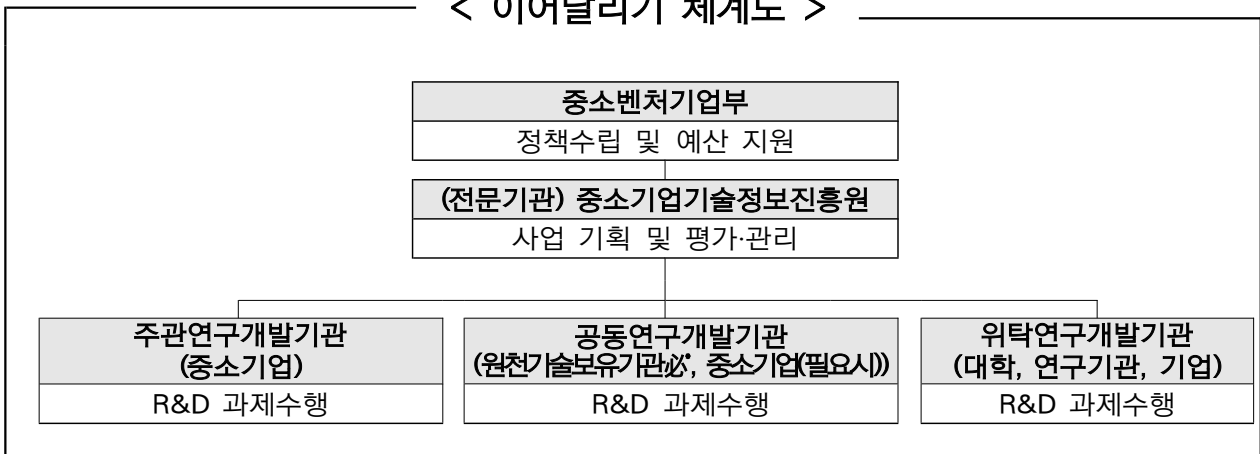 < 이어달리기 체계도 >
중소벤처기업부
정책수립 및 예산 지원
(전문기관) 중소기업기술정보진흥원
사업 기획 및 평가·관리
주관연구개발기관
(중소기업)
R&D 과제수행
공동연구개발기관
(원천기술보유기관必*, 중소기업(필요시))
R&D 과제수행
위탁연구개발기관
(대학, 연구기관, 기업)
R&D 과제수행